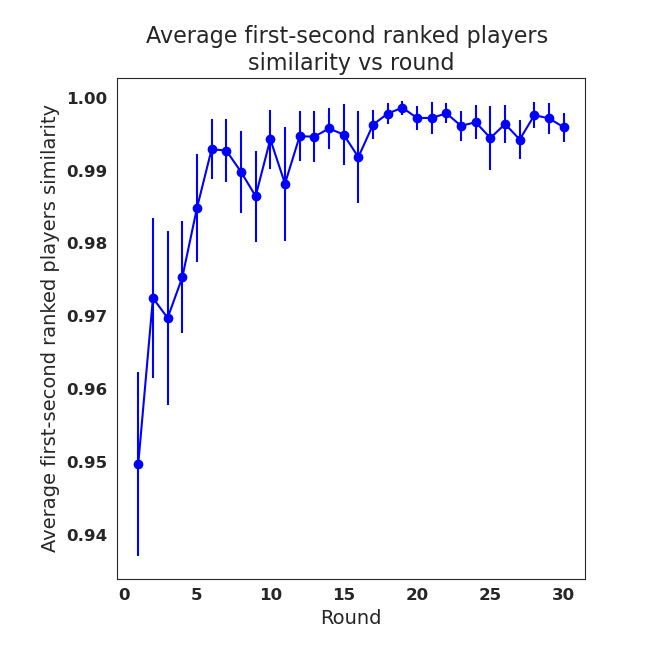 Average first-second ranked players
similarity vs round
Average first-second ranked players similarity
1.00
0.99
0.98
0.97
0.96
0.95
0.94
0 5 10 15 20 25 30
Round